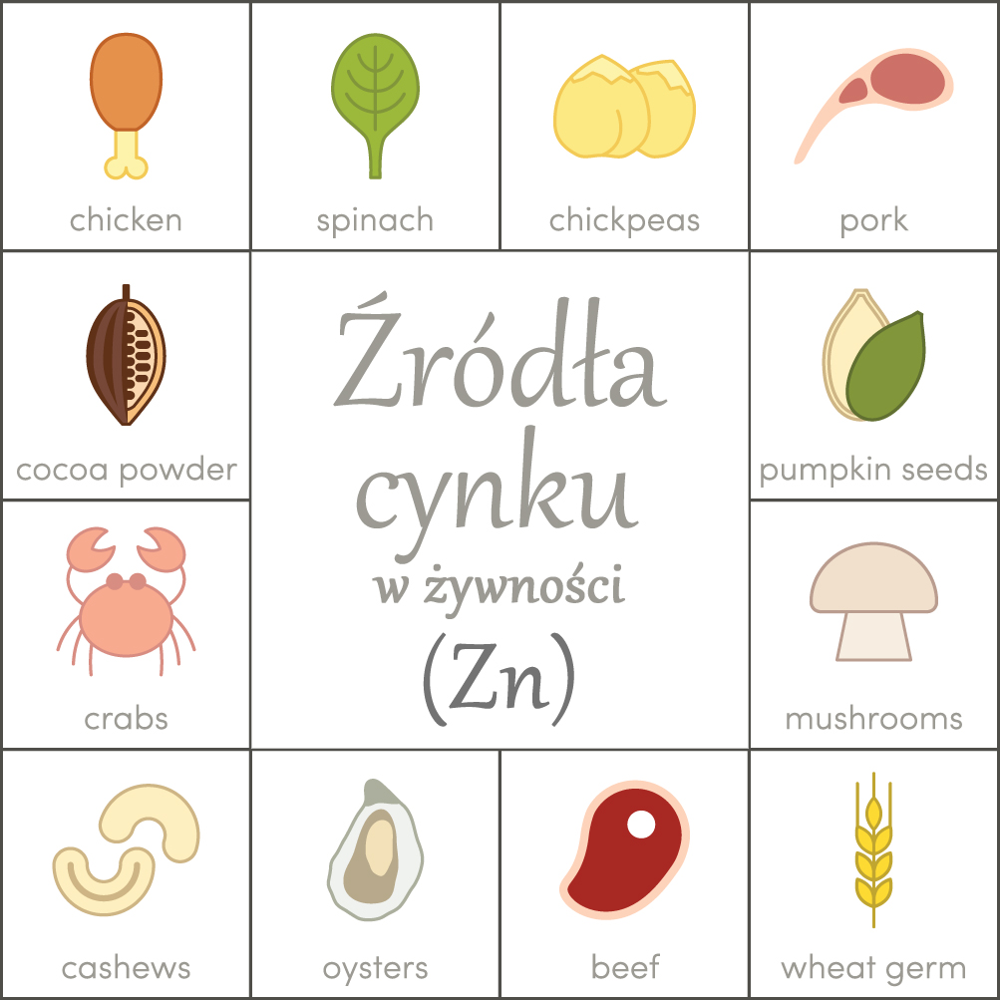 chicken
spinach
chickpeas
pork
cocoa powder
Źródła
cynku
w żywności
(Zn)
pumpkin seeds
crabs
mushrooms
cashews
oysters
beef
wheat germ